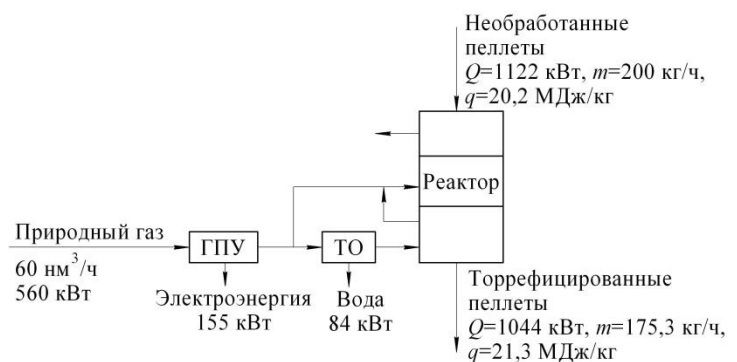 Необработанные
пеллеты
Q=1122 кВт, m=200 кг/ч,
q=20,2 МДж/кг
Реактор
Природный газ
60 нм³/ч
560 кВт
ГПУ
ТО
Электроэнергия
155 кВт
Вода
84 кВт
Торрефицированные
пеллеты
Q=1044 кВт, m=175,3 кг/ч,
q=21,3 МДж/кг